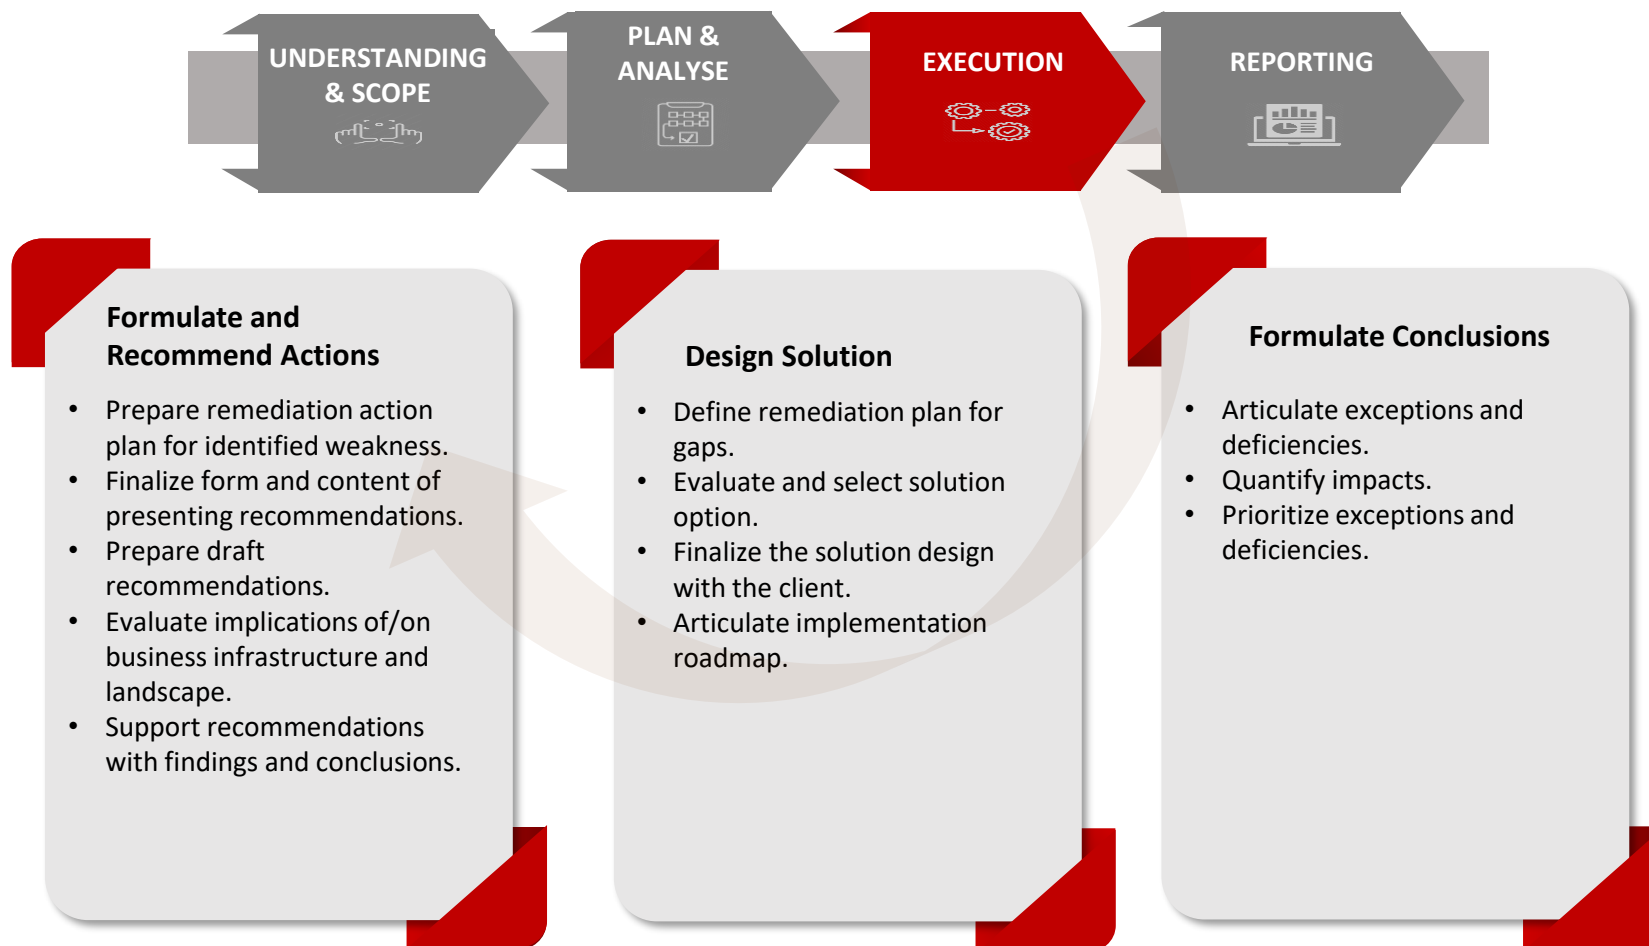 UNDERSTANDING
& SCOPE
PLAN &
ANALYSE
EXECUTION
REPORTING
Formulate and
Recommend Actions
• Prepare remediation action
plan for identified weakness.
• Finalize form and content of
presenting recommendations.
• Prepare draft
recommendations.
• Evaluate implications of/on
business infrastructure and
landscape.
• Support recommendations
with findings and conclusions.
Design Solution
• Define remediation plan for
gaps.
• Evaluate and select solution
option.
• Finalize the solution design
with the client.
• Articulate implementation
roadmap.
Formulate Conclusions
• Articulate exceptions and
deficiencies.
• Quantify impacts.
• Prioritize exceptions and
deficiencies.